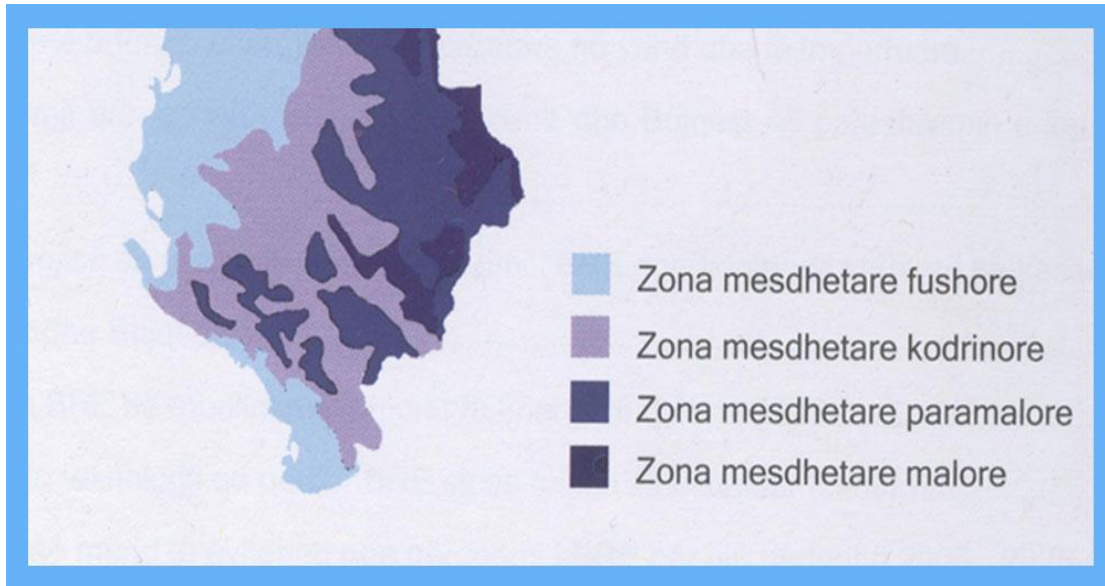 Zona mesdhetare fushore
Zona mesdhetare kodrinore
Zona mesdhetare paramalore
Zona mesdhetare malore